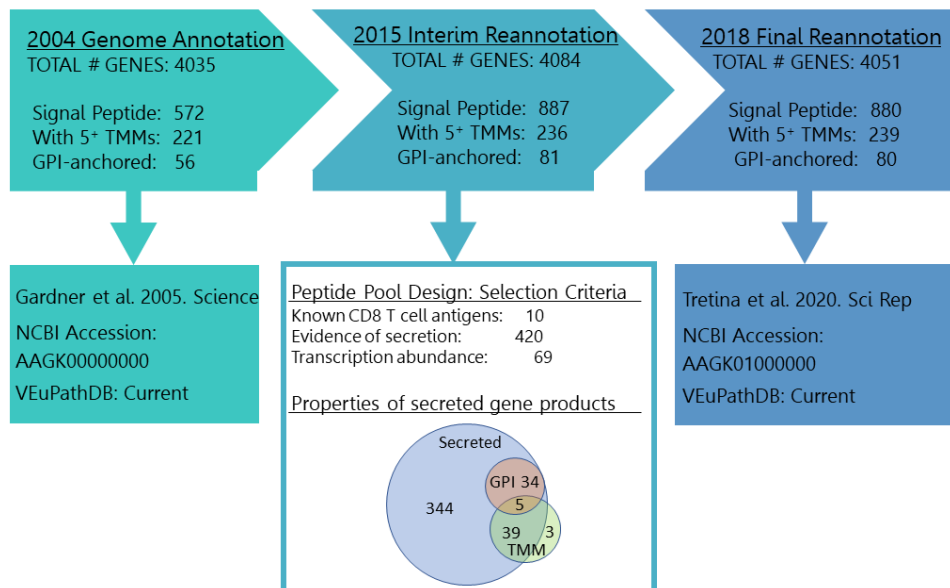 2004 Genome Annotation
TOTAL # GENES: 4035
Signal Peptide: 572
With 5+ TMMs: 221
GPI-anchored: 56
2015 Interim Reannotation
TOTAL # GENES: 4084
Signal Peptide: 887
With 5+ TMMs: 236
GPI-anchored: 81
2018 Final Reannotation
TOTAL # GENES: 4051
Signal Peptide: 880
With 5+ TMMs: 239
GPI-anchored: 80
Gardner et al. 2005. Science
NCBI Accession:
AAGK00000000
VEuPathDB: Current
Peptide Pool Design: Selection Criteria
Known CD8 T cell antigens: 10
Evidence of secretion: 420
Transcription abundance: 69
Properties of secreted gene products
Secreted
GPI 34
5
344
39
3
TMM
Tretina et al. 2020. Sci Rep
NCBI Accession:
AAGK01000000
VEuPathDB: Current